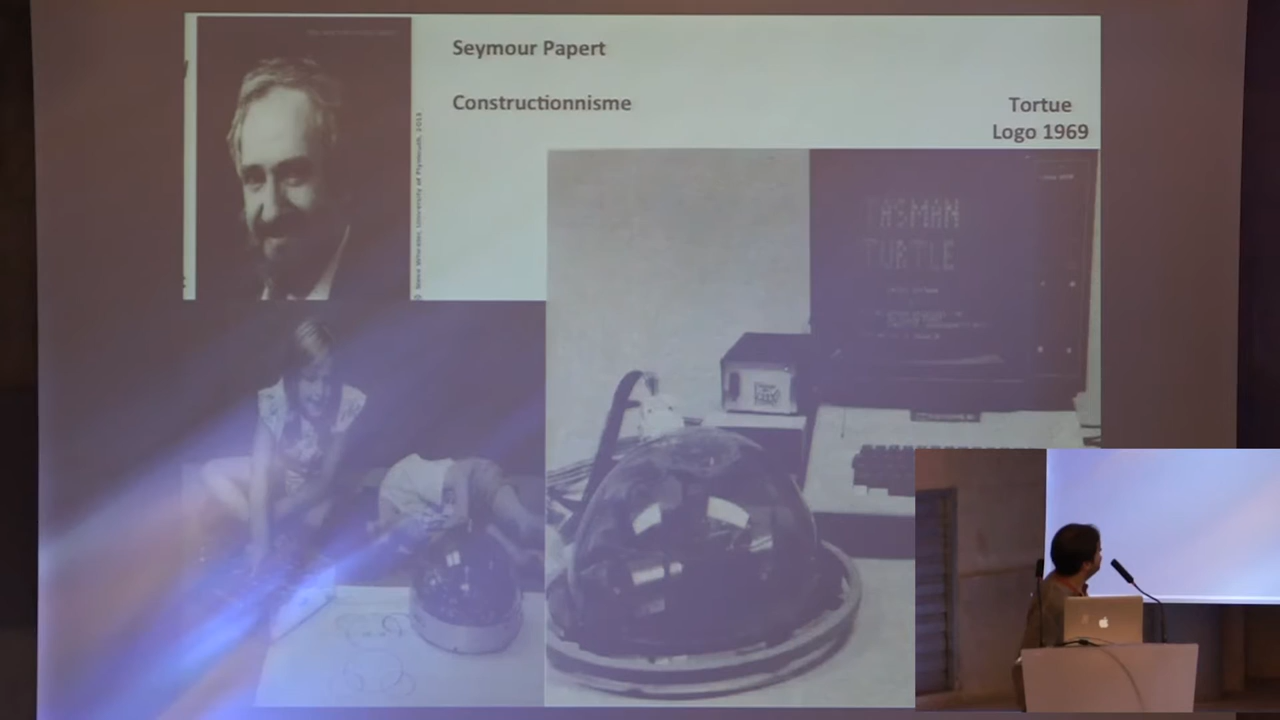 Seymour Papert
Constructionnisme
Tortue
Logo 1969
TASMAN
TURTLE